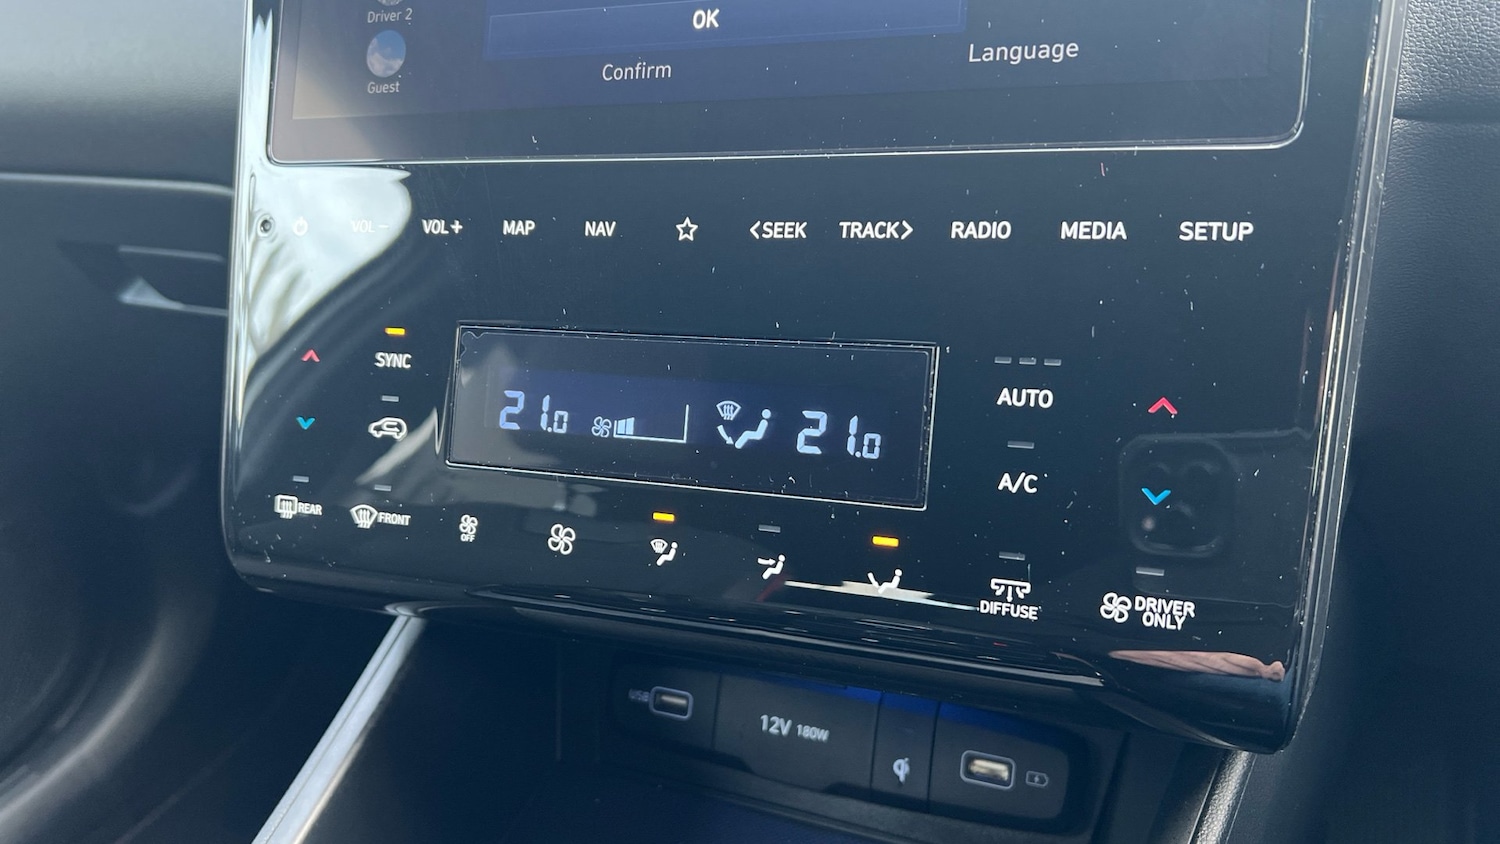 Driver 2
OK
Guest
Confirm
Language
VOL −
VOL+
MAP
NAV
<SEEK
TRACK>
RADIO
MEDIA
SETUP
SYNC
21.0
21.0
AUTO
A/C
REAR
FRONT
OFF
DIFFUSE
DRIVER
ONLY
USB
12V 180W